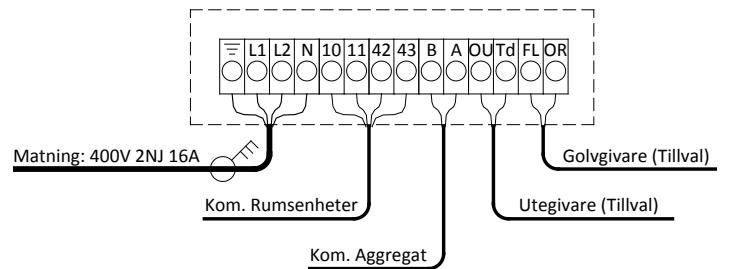 L1 L2 N 10 11 42 43 B A OU Td FL OR
Matning: 400V 2NJ 16A
Golvgivare (Tillval)
Kom. Rumsenheter
Utegivare (Tillval)
Kom. Aggregat